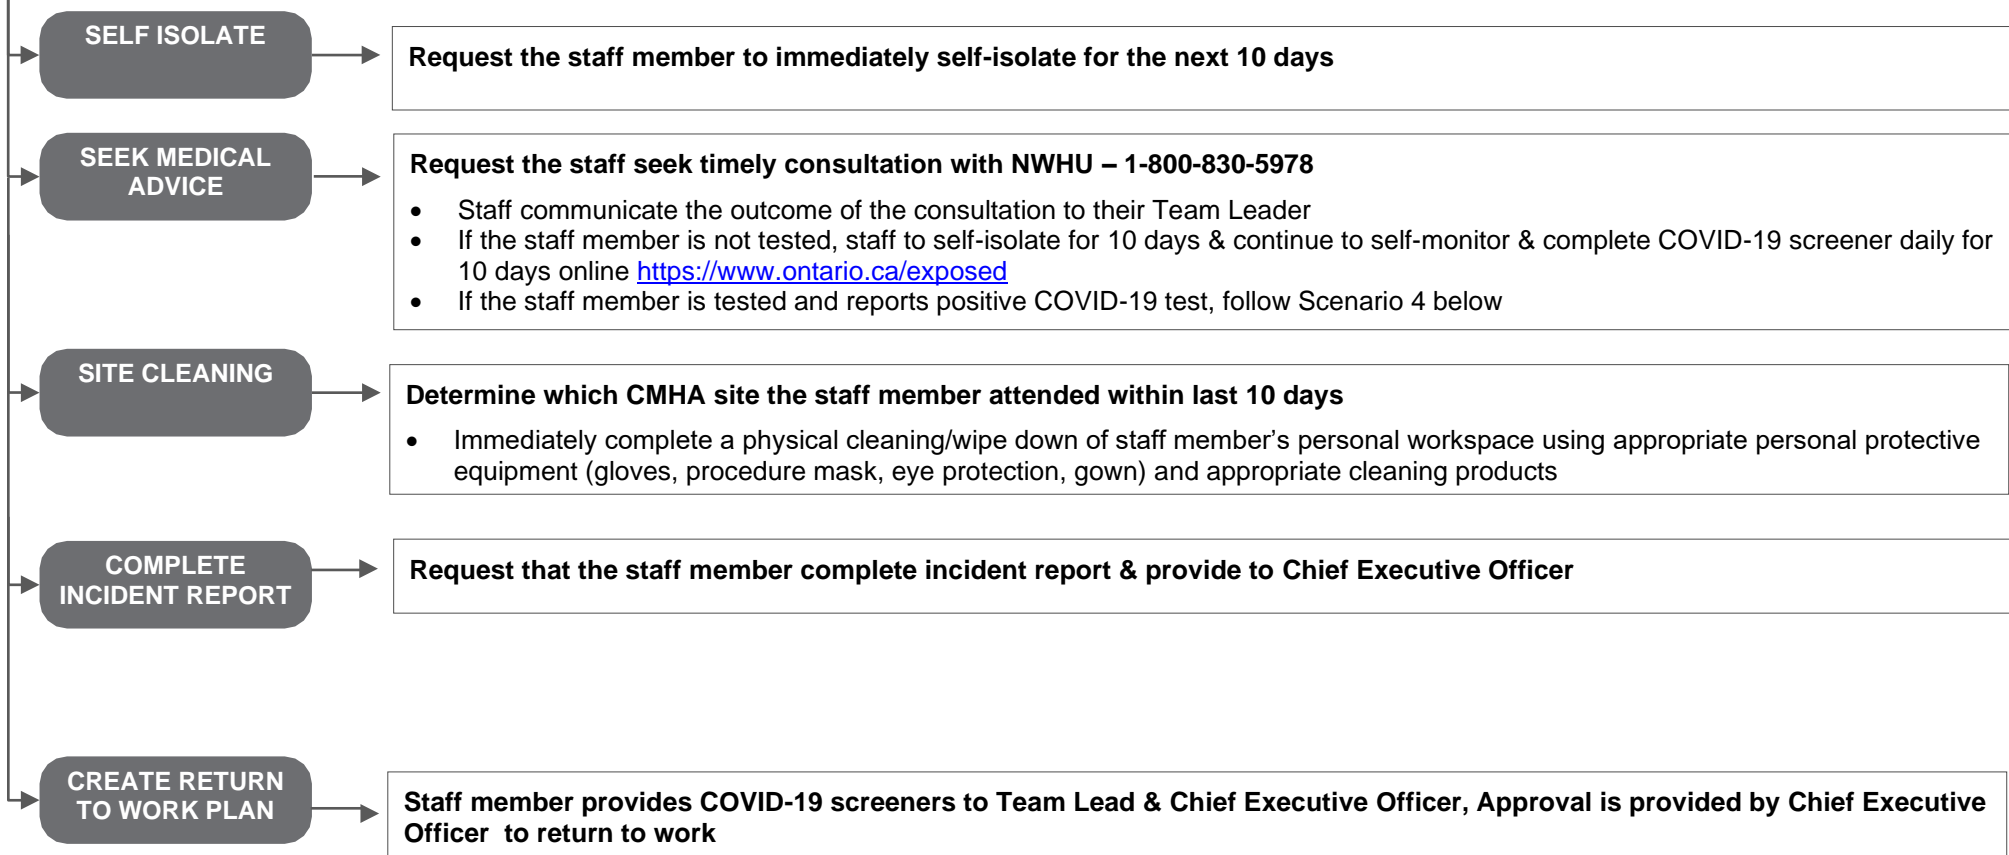 SELF ISOLATE
Request the staff member to immediately self-isolate for the next 10 days
SEEK MEDICAL
ADVICE
Request the staff seek timely consultation with NWHU – 1-800-830-5978
• Staff communicate the outcome of the consultation to their Team Leader
• If the staff member is not tested, staff to self-isolate for 10 days & continue to self-monitor & complete COVID-19 screener daily for
10 days online https://www.ontario.ca/exposed
• If the staff member is tested and reports positive COVID-19 test, follow Scenario 4 below
SITE CLEANING
Determine which CMHA site the staff member attended within last 10 days
• Immediately complete a physical cleaning/wipe down of staff member's personal workspace using appropriate personal protective
equipment (gloves, procedure mask, eye protection, gown) and appropriate cleaning products
COMPLETE
INCIDENT REPORT
Request that the staff member complete incident report & provide to Chief Executive Officer
CREATE RETURN
TO WORK PLAN
Staff member provides COVID-19 screeners to Team Lead & Chief Executive Officer, Approval is provided by Chief Executive
Officer to return to work